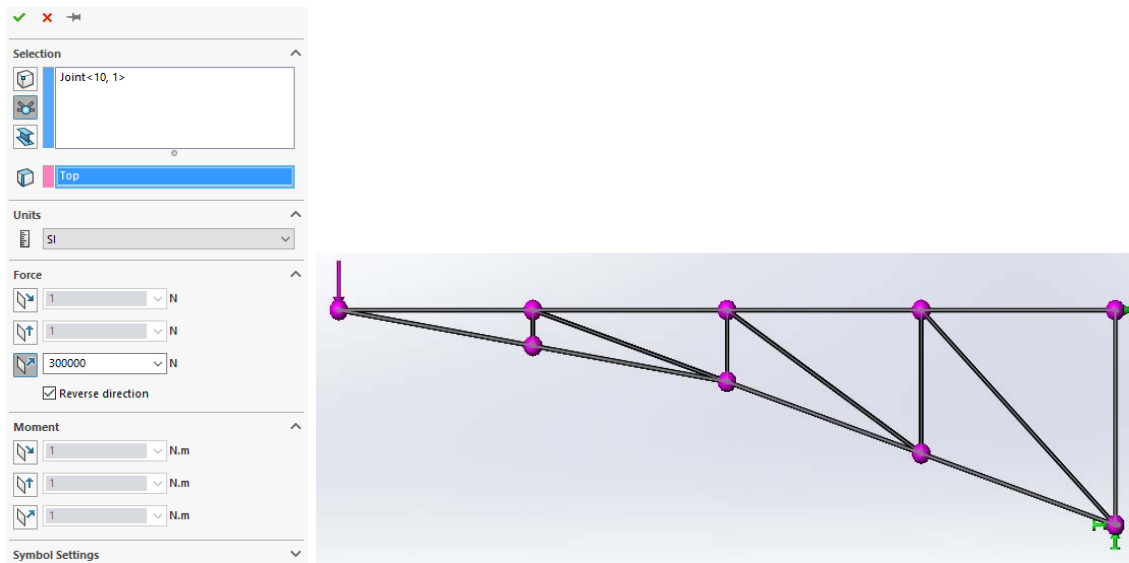 Selection
Joint<10, 1>
Top
Units
SI
Force
1 N
1 N
300000 N
Reverse direction
Moment
1 N.m
1 N.m
1 N.m
Symbol Settings